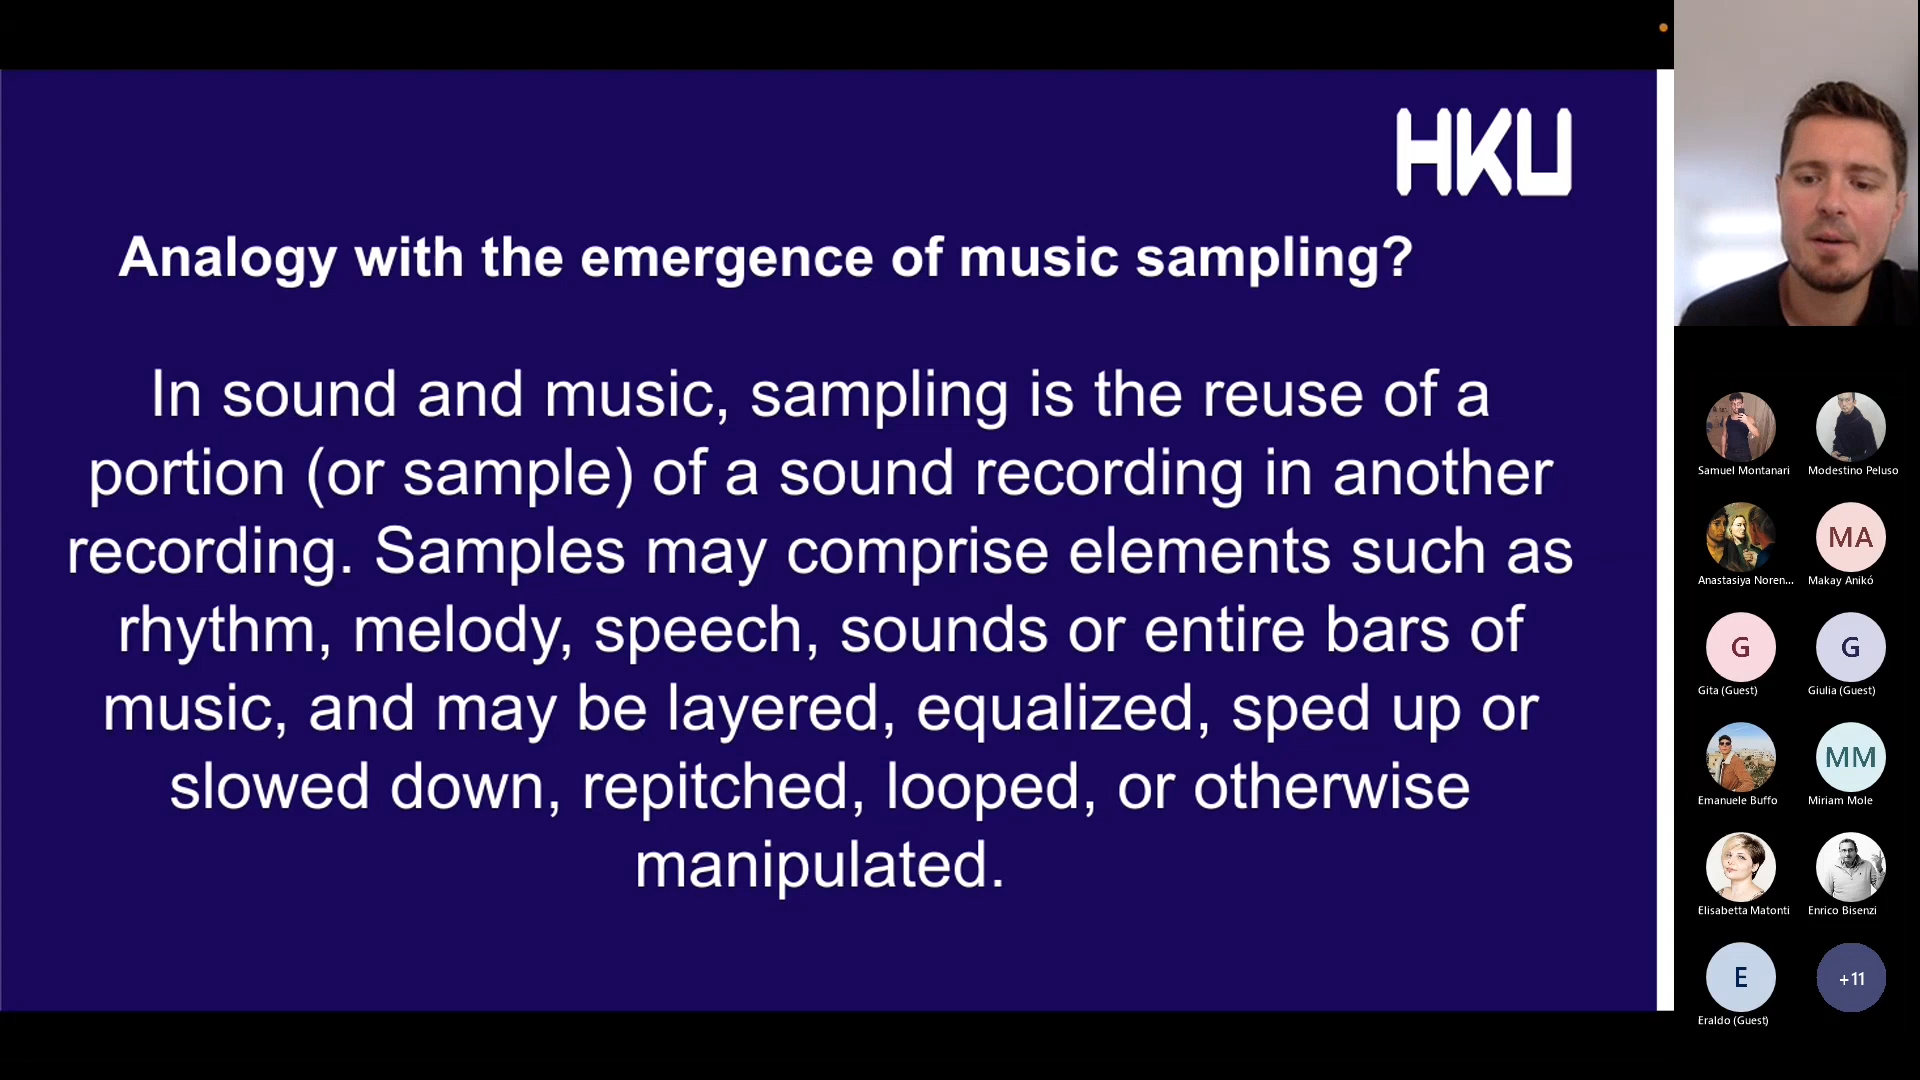 HKU
Analogy with the emergence of music sampling?
In sound and music, sampling is the reuse of a
portion (or sample) of a sound recording in another
recording. Samples may comprise elements such as
rhythm, melody, speech, sounds or entire bars of
music, and may be layered, equalized, sped up or
slowed down, repitched, looped, or otherwise
manipulated.
Samuel Montanari
Modestino Peluso
Anastasiya Noren...
MA
Makay Anikó
G
Gita (Guest)
G
Giulia (Guest)
Emanuele Buffo
MM
Miriam Mole
Elisabetta Matonti
Enrico Bisenzi
E
Eraldo (Guest)
+11